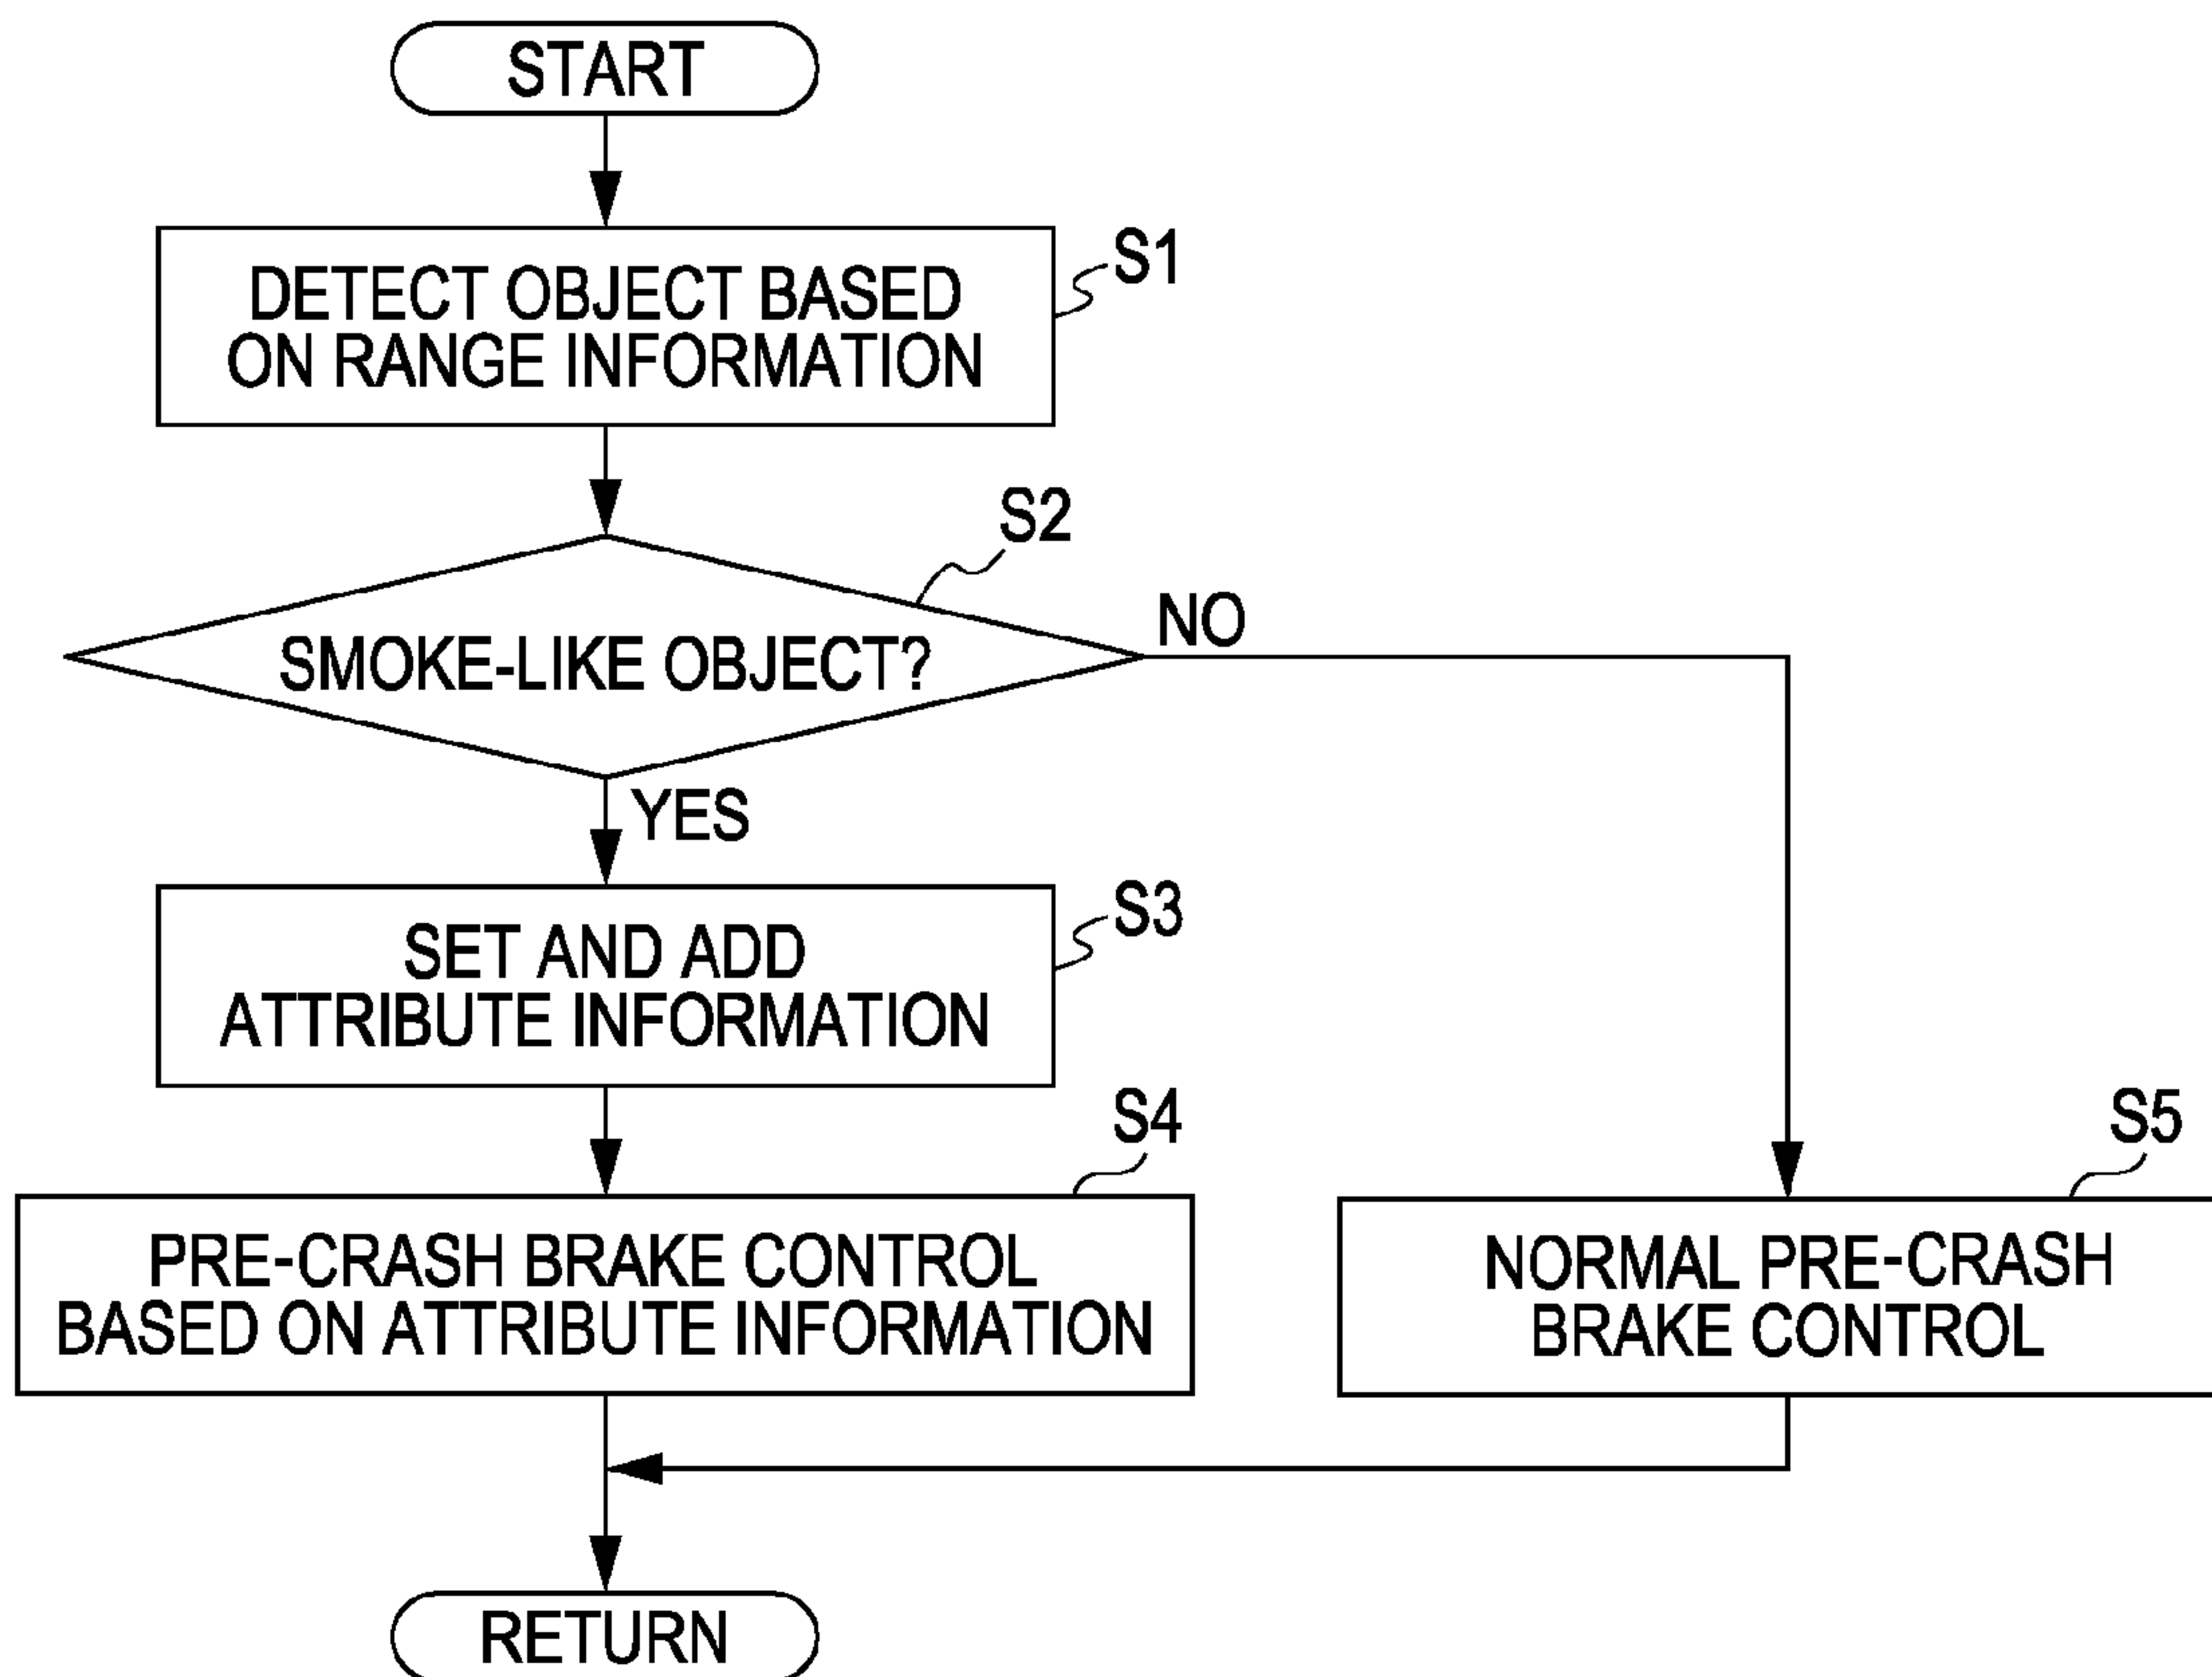 START
DETECT OBJECT BASED
ON RANGE INFORMATION
S1
SMOKE-LIKE OBJECT?
S2
NO
YES
SET AND ADD
ATTRIBUTE INFORMATION
S3
PRE-CRASH BRAKE CONTROL
BASED ON ATTRIBUTE INFORMATION
S4
NORMAL PRE-CRASH
BRAKE CONTROL
S5
RETURN